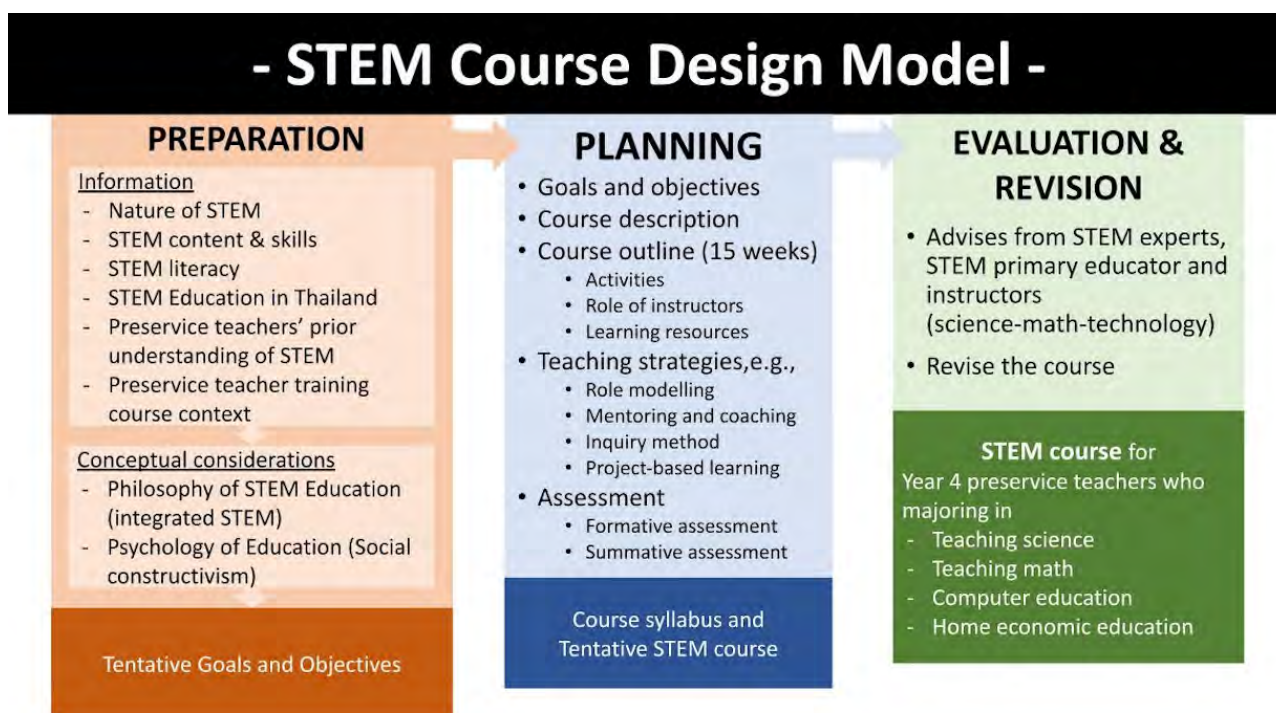 - STEM Course Design Model -
PREPARATION
Information
- Nature of STEM
- STEM content & skills
- STEM literacy
- STEM Education in Thailand
- Preservice teachers' prior
understanding of STEM
- Preservice teacher training
course context
Conceptual considerations
- Philosophy of STEM Education
(integrated STEM)
- Psychology of Education (Social
constructivism)
Tentative Goals and Objectives
PLANNING
• Goals and objectives
• Course description
• Course outline (15 weeks)
• Activities
• Role of instructors
• Learning resources
• Teaching strategies,e.g.,
• Role modelling
• Mentoring and coaching
• Inquiry method
• Project-based learning
• Assessment
• Formative assessment
• Summative assessment
Course syllabus and
Tentative STEM course
EVALUATION &
REVISION
• Advises from STEM experts,
STEM primary educator and
instructors
(science-math-technology)
• Revise the course
STEM course for
Year 4 preservice teachers who
majoring in
- Teaching science
- Teaching math
- Computer education
- Home economic education